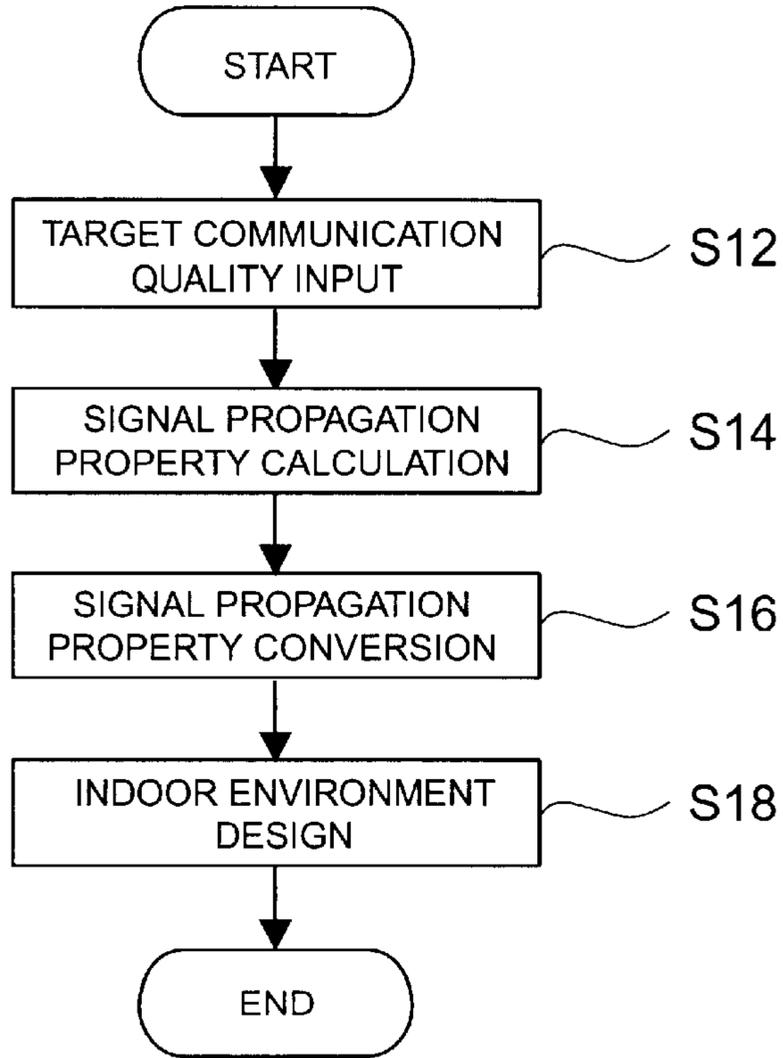 START
TARGET COMMUNICATION
QUALITY INPUT
S12
SIGNAL PROPAGATION
PROPERTY CALCULATION
S14
SIGNAL PROPAGATION
PROPERTY CONVERSION
S16
INDOOR ENVIRONMENT
DESIGN
S18
END